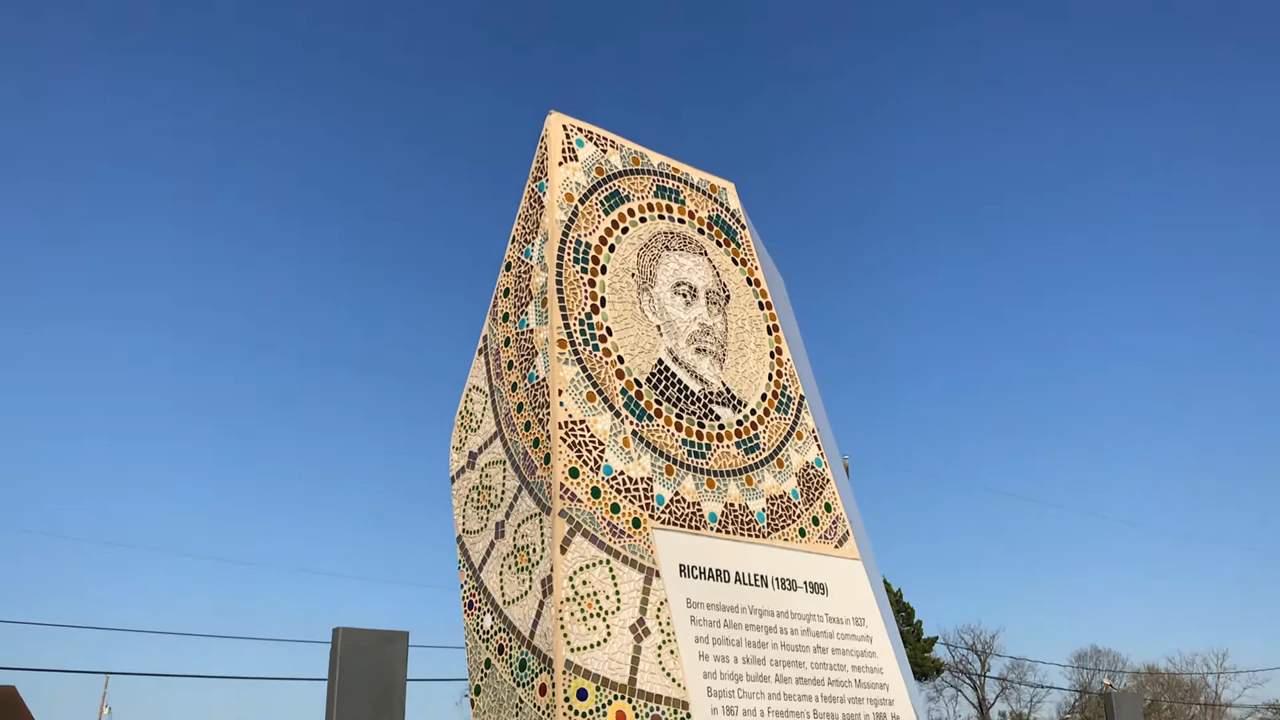 RICHARD ALLEN (1830–1909)
Born enslaved in Virginia and brought to Texas in 1837,
Richard Allen emerged as an influential community
and political leader in Houston after emancipation.
He was a skilled carpenter, contractor, mechanic
and bridge builder. Allen attended Antioch Missionary
Baptist Church and became a federal voter registrar
in 1867 and a Freedmen's Bureau agent in 1868. He